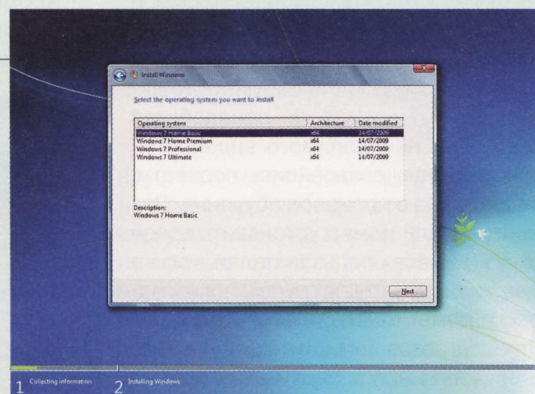 Install Windows
Select the operating system you want to install
Operating system Architecture Date modified
Windows 7 Home Basic x64 14/07/2009
Windows 7 Home Premium x64 14/07/2009
Windows 7 Professional x64 14/07/2009
Windows 7 Ultimate x64 14/07/2009
Description:
Windows 7 Home Basic
Next
1 Collecting information 2 Installing Windows